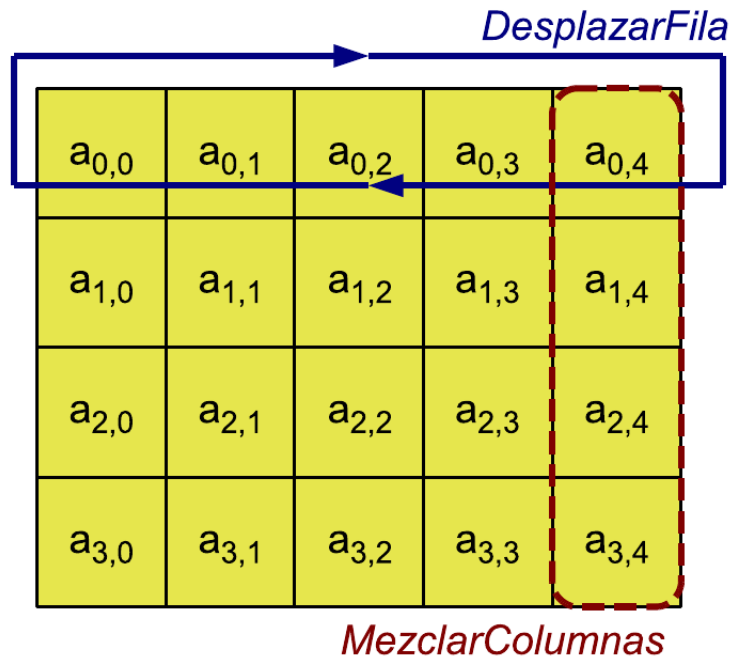 DesplazarFila
a0,0 a0,1 a0,2 a0,3 a0,4
a1,0 a1,1 a1,2 a1,3 a1,4
a2,0 a2,1 a2,2 a2,3 a2,4
a3,0 a3,1 a3,2 a3,3 a3,4
MezclarColumnas